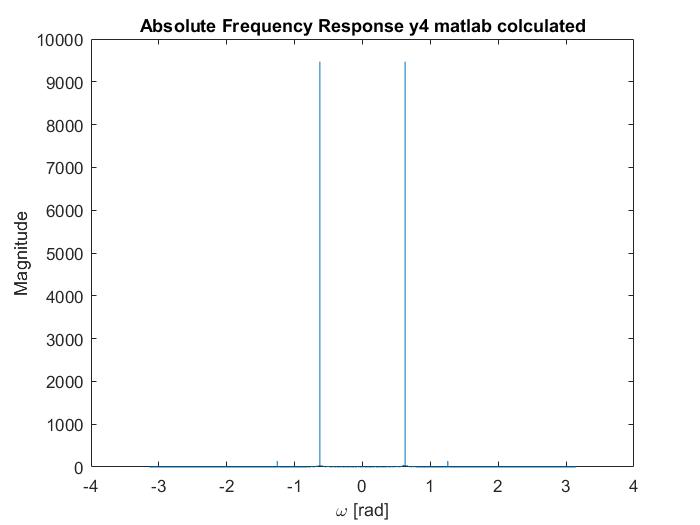 Absolute Frequency Response y4 matlab colculated
10000
9000
8000
7000
6000
5000
4000
3000
2000
1000
0
Magnitude
-4 -3 -2 -1 0 1 2 3 4
ω [rad]